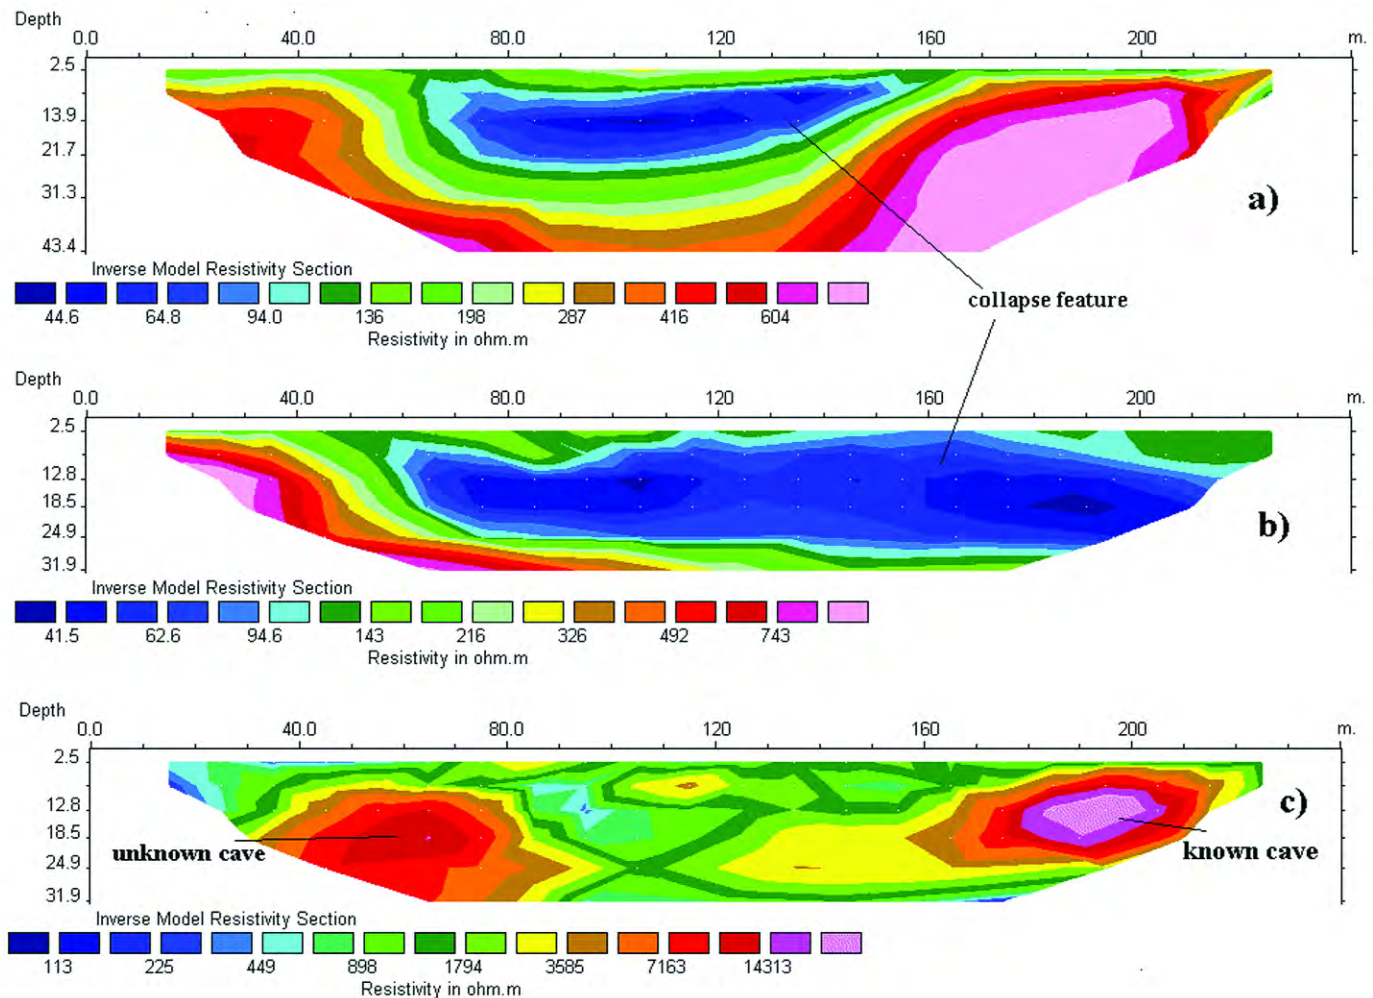 Depth
0.0 40.0 80.0 120 160 200 m.
2.5
13.9
21.7
31.3
43.4
a)
Inverse Model Resistivity Section
44.6 64.8 94.0 136 198 287 416 604
Resistivity in ohm.m
collapse feature
Depth
0.0 40.0 80.0 120 160 200 m.
2.5
12.8
18.5
24.9
31.9
b)
Inverse Model Resistivity Section
41.5 62.6 94.6 143 216 326 492 743
Resistivity in ohm.m
Depth
0.0 40.0 80.0 120 160 200 m.
2.5
12.8
18.5
24.9
31.9
c)
unknown cave
known cave
Inverse Model Resistivity Section
113 225 449 898 1794 3585 7163 14313
Resistivity in ohm.m